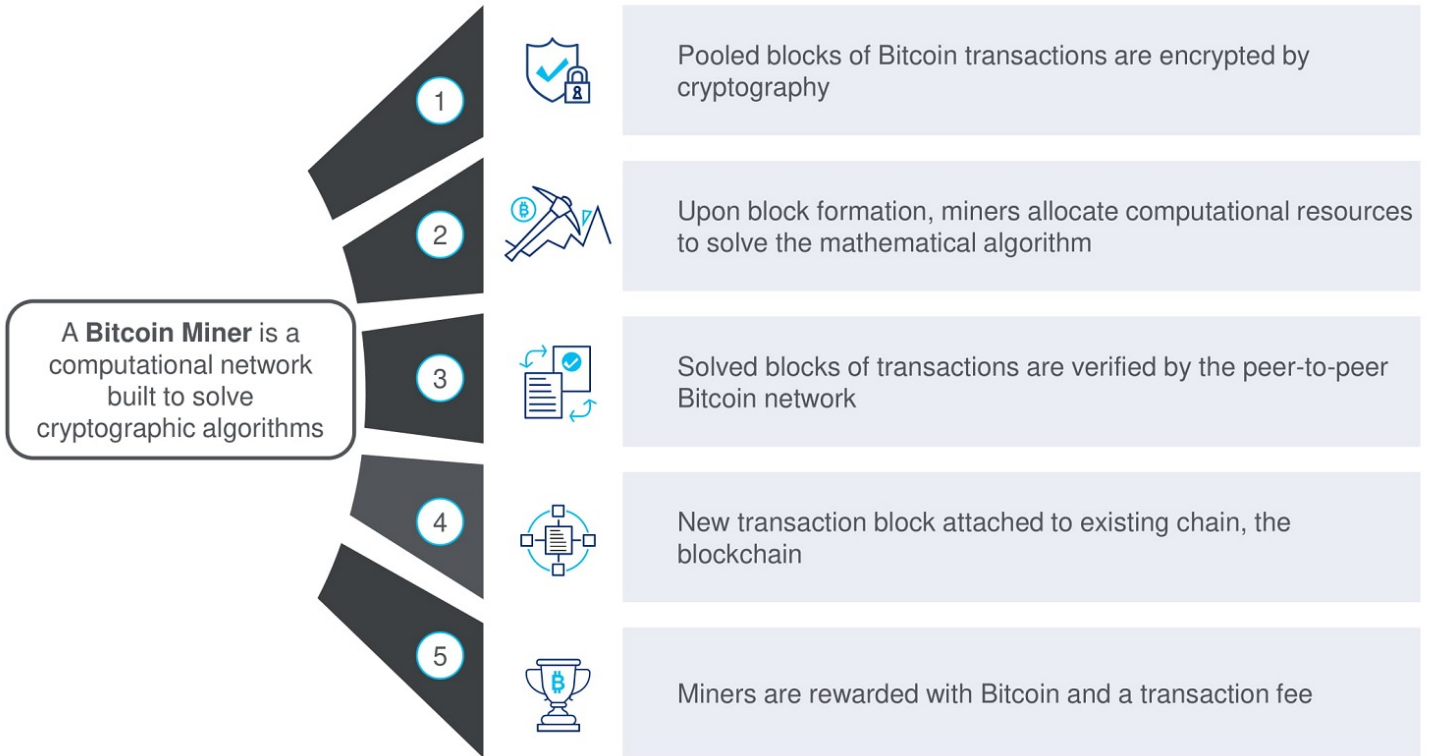 1
Pooled blocks of Bitcoin transactions are encrypted by
cryptography
2
Upon block formation, miners allocate computational resources
to solve the mathematical algorithm
A Bitcoin Miner is a
computational network
built to solve
cryptographic algorithms
3
Solved blocks of transactions are verified by the peer-to-peer
Bitcoin network
4
New transaction block attached to existing chain, the
blockchain
5
Miners are rewarded with Bitcoin and a transaction fee